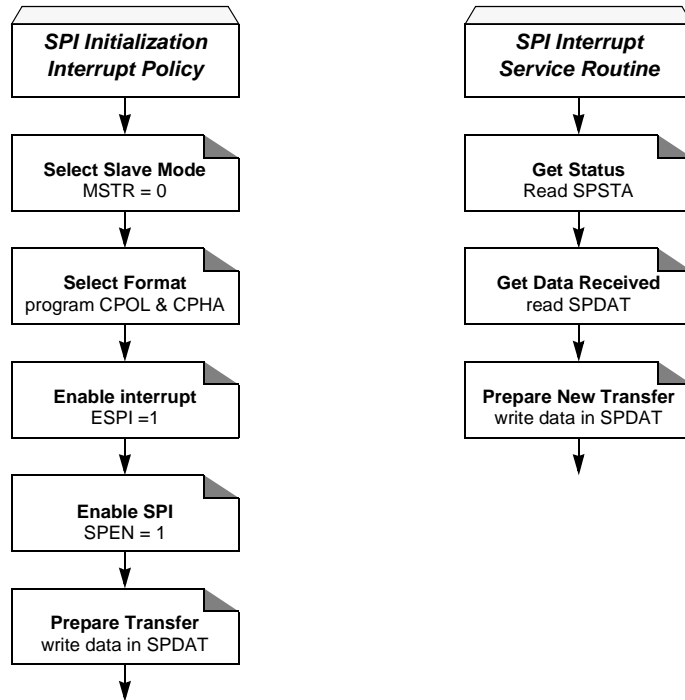 SPI Initialization
Interrupt Policy
Select Slave Mode
MSTR = 0
Select Format
program CPOL & CPHA
Enable interrupt
ESPI =1
Enable SPI
SPEN = 1
Prepare Transfer
write data in SPDAT
SPI Interrupt
Service Routine
Get Status
Read SPSTA
Get Data Received
read SPDAT
Prepare New Transfer
write data in SPDAT